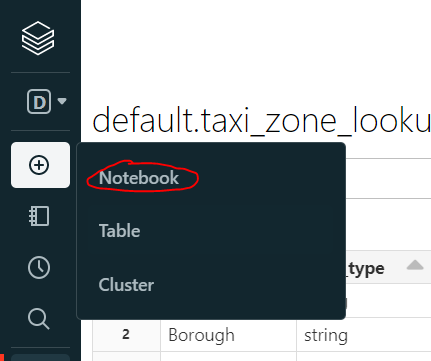 D
default.taxi_zone_looku
Notebook
Table
Cluster
_type
2 Borough string